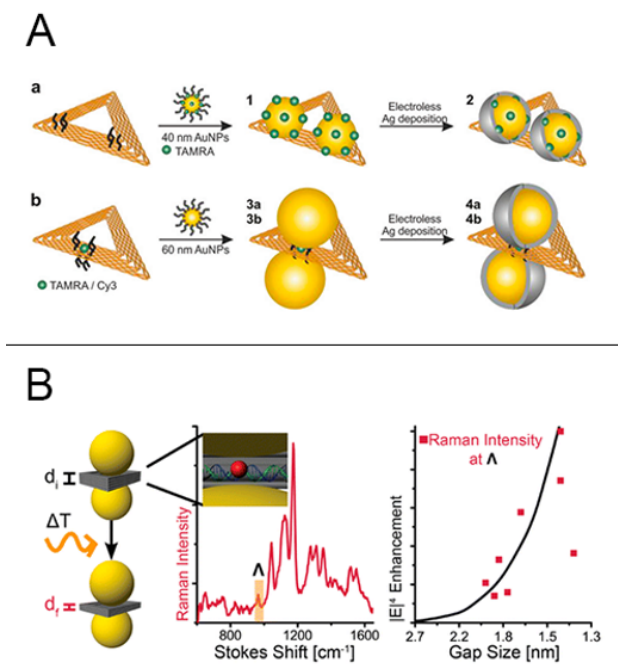 A
a
40 nm AuNPs
TAMRA
1
Electroless
Ag deposition
2
b
TAMRA / Cy3
60 nm AuNPs
3a
3b
Electroless
Ag deposition
4a
4b
B
di
ΔT
df
Raman Intensity
Λ
800 1200 1600
Stokes Shift [cm⁻¹]
Raman Intensity
at Λ
|E|⁴ Enhancement
2.7 2.2 1.8 1.5 1.3
Gap Size [nm]